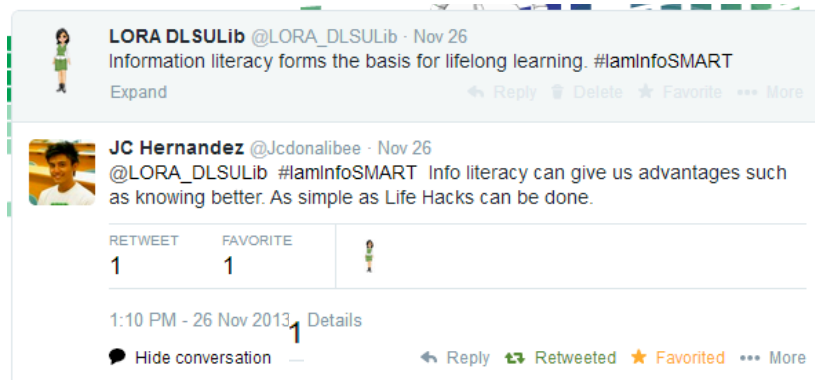 LORA DLSULib @LORA_DLSULib · Nov 26
Information literacy forms the basis for lifelong learning. #IamInfoSMART
Expand Reply Delete Favorite More
JC Hernandez @Jcdonalibee · Nov 26
@LORA_DLSULib #IamInfoSMART Info literacy can give us advantages such
as knowing better. As simple as Life Hacks can be done.
RETWEET FAVORITE
1 1
1:10 PM - 26 Nov 2013 1 Details
Hide conversation Reply Retweeted Favorited More